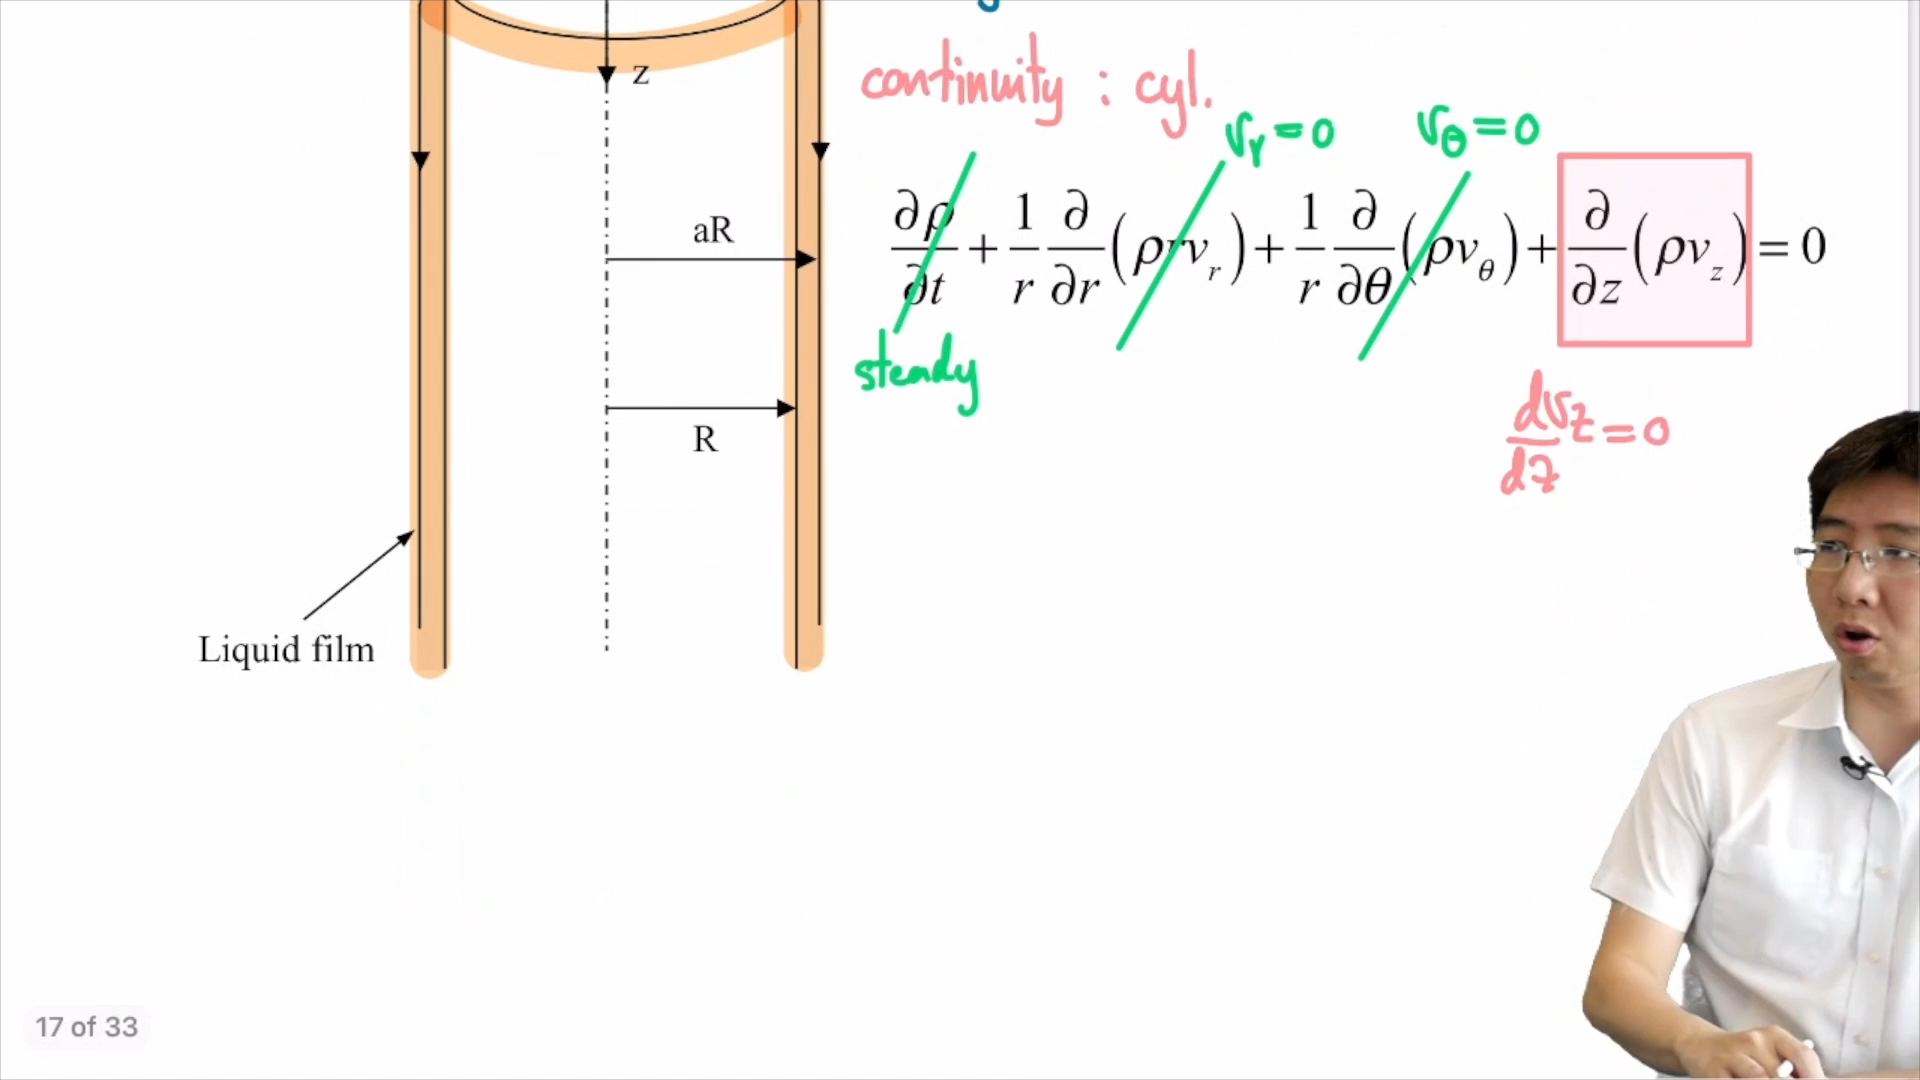 z
continuity : cyl.
v_r = 0
v_θ = 0
∂ρ/∂t + 1/r ∂/∂r (ρrv_r) + 1/r ∂/∂θ (ρv_θ) + ∂/∂z (ρv_z) = 0
steady
dv_z/dz = 0
aR
R
Liquid film
17 of 33